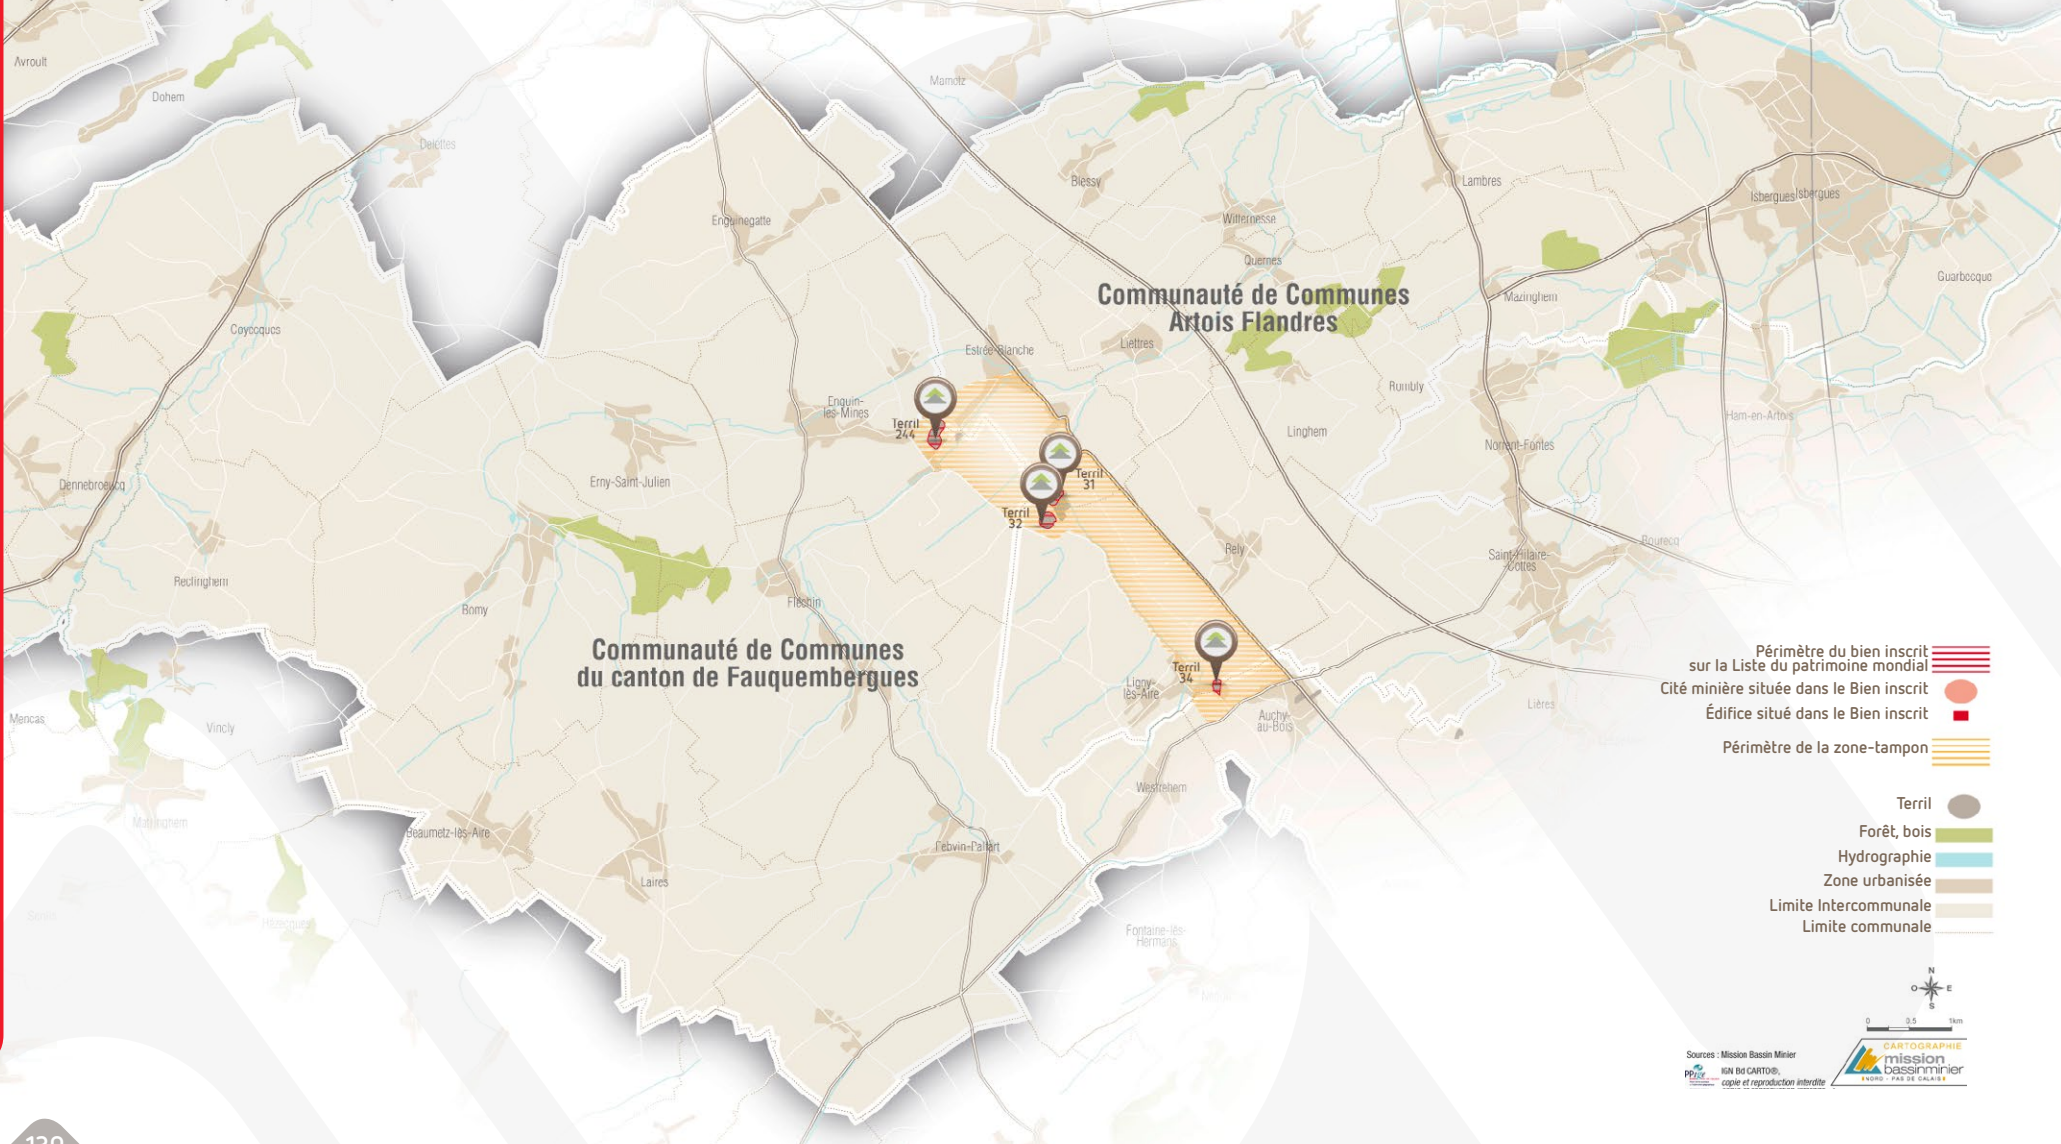 Avroult
Dohem
Delettes
Mametz
Blessy
Lambres
Isbergues
Isbergues
Enguinegatte
Witternesse
Quernes
Guarbecque
Mazinghem
Coyecques
Communauté de Communes
Artois Flandres
Estrée-Blanche
Liettres
Rombly
Enquin-
les-Mines
Terril
244
Linghem
Ham-en-Artois
Norrent-Fontes
Dennebroeucq
Erny-Saint-Julien
Terril
31
Terril
32
Rely
Saint-Hilaire-
-Cottes
Bourecq
Reclinghem
Bomy
Fléchin
Communauté de Communes
du canton de Fauquembergues
Terril
34
Ligny-
lès-Aire
Auchy-
au-Bois
Lières
Mencas
Vincly
Westrehem
Matringhem
Beaumetz-lès-Aire
Febvin-Palfart
Laires
Hézecques
Fontaine-lès-
Hermans
Périmètre du bien inscrit
sur la Liste du patrimoine mondial
Cité minière située dans le Bien inscrit
Édifice situé dans le Bien inscrit
Périmètre de la zone-tampon
Terril
Forêt, bois
Hydrographie
Zone urbanisée
Limite Intercommunale
Limite communale
N
O E
S
0 0.5 1km
Sources : Mission Bassin Minier
IGN Bd CARTO®,
copie et reproduction interdite
CARTOGRAPHIE
mission
bassinminier
NORD - PAS DE CALAIS